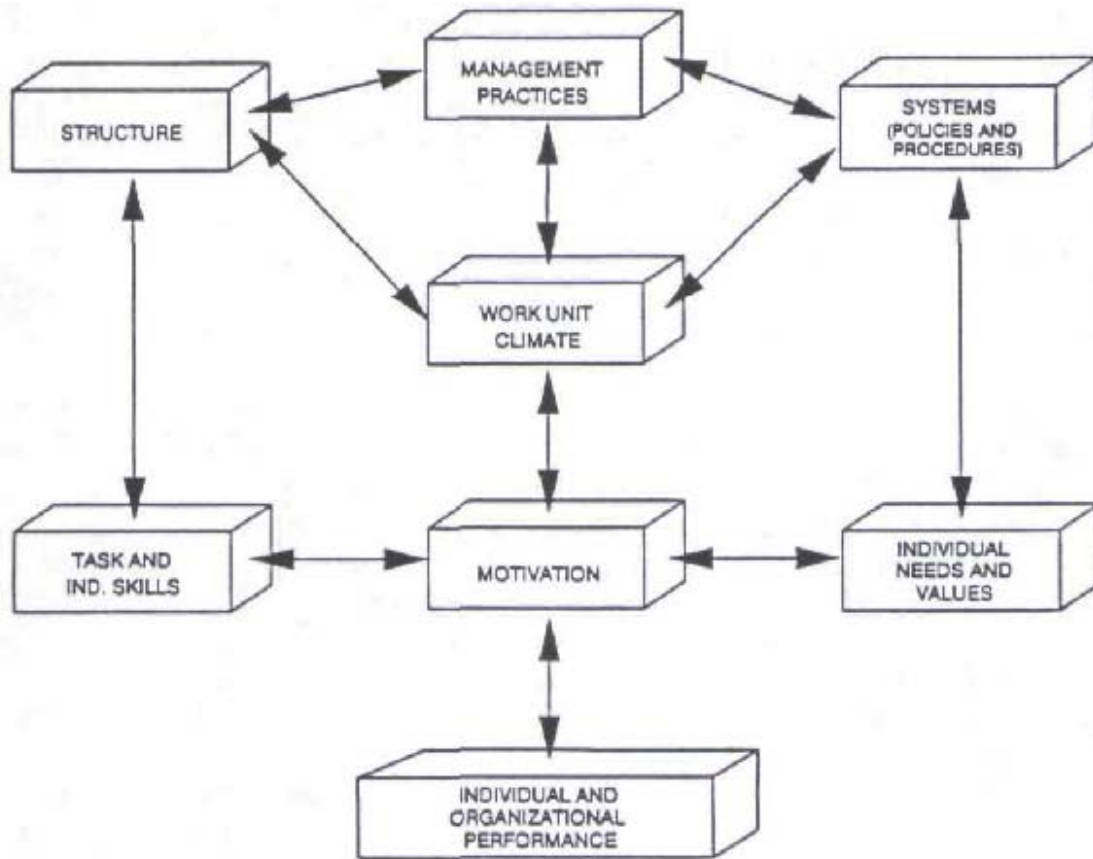 MANAGEMENT
PRACTICES
STRUCTURE
SYSTEMS
(POLICIES AND
PROCEDURES)
WORK UNIT
CLIMATE
TASK AND
IND. SKILLS
MOTIVATION
INDIVIDUAL
NEEDS AND
VALUES
INDIVIDUAL AND
ORGANIZATIONAL
PERFORMANCE